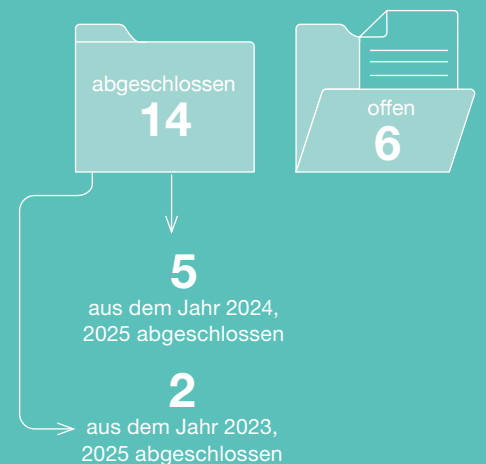 abgeschlossen
14
offen
6
5
aus dem Jahr 2024,
2025 abgeschlossen
2
aus dem Jahr 2023,
2025 abgeschlossen